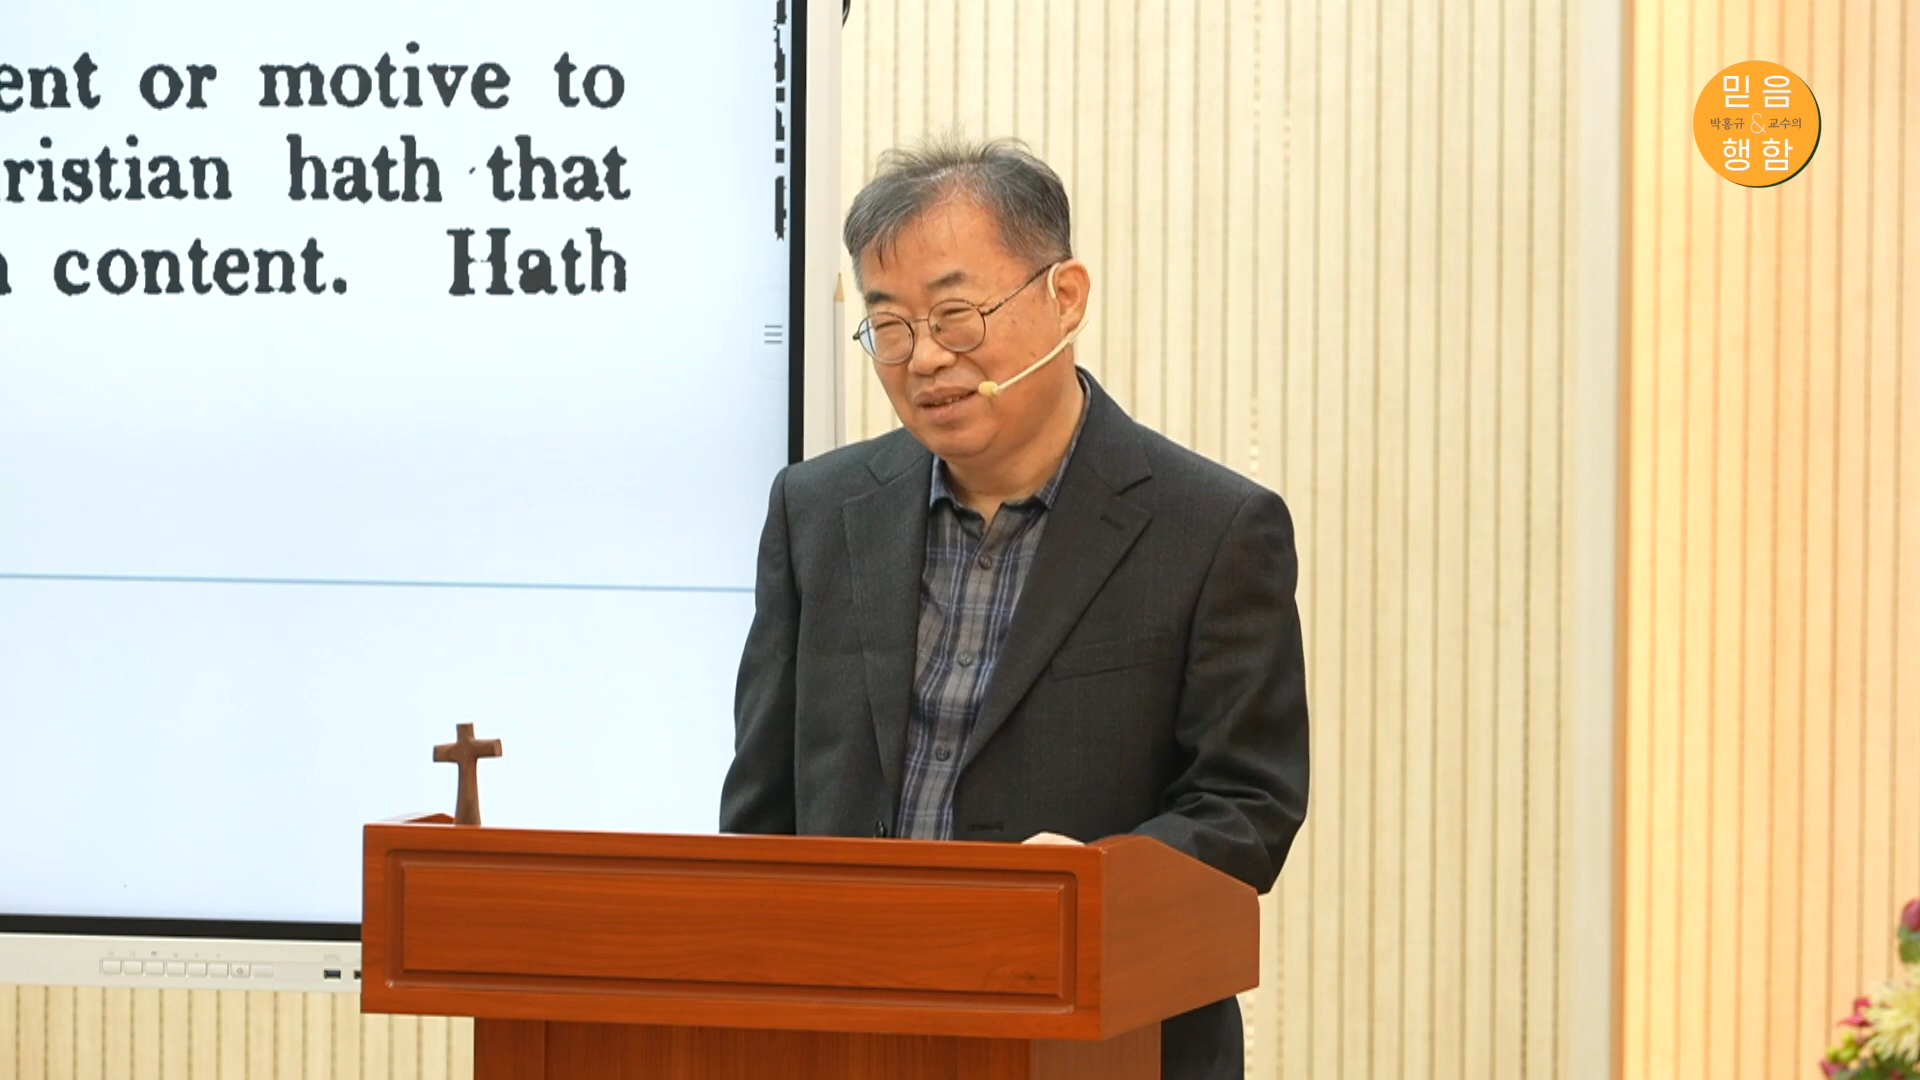 ent or motive to
ristian hath that
content. Hath
믿음
박홍규 & 교수의
행함